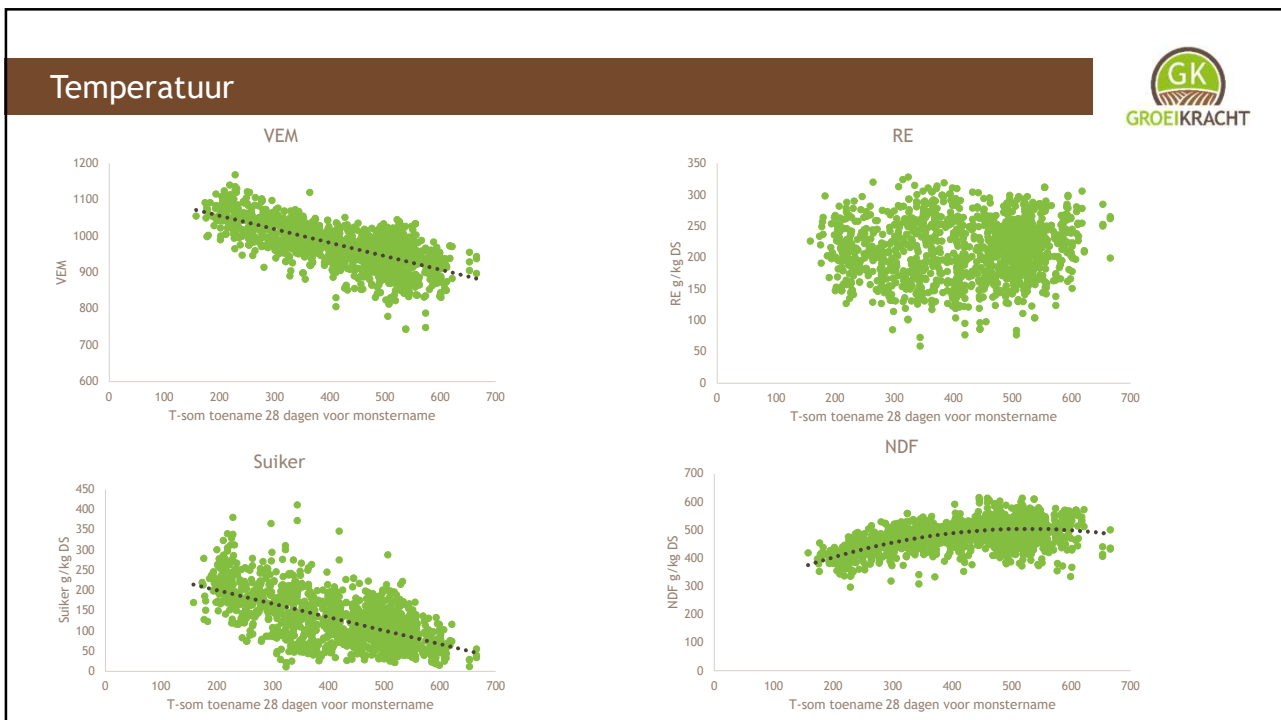 Temperatuur
GK
GROEIKRACHT
VEM
1200
1100
1000
900
800
700
600
VEM
0 100 200 300 400 500 600 700
T-som toename 28 dagen voor monstername
RE
350
300
250
200
150
100
50
0
RE g/kg DS
0 100 200 300 400 500 600 700
T-som toename 28 dagen voor monstername
Suiker
450
400
350
300
250
200
150
100
50
0
Suiker g/kg DS
0 100 200 300 400 500 600 700
T-som toename 28 dagen voor monstername
NDF
700
600
500
400
300
200
100
0
NDF g/kg DS
0 100 200 300 400 500 600 700
T-som toename 28 dagen voor monstername